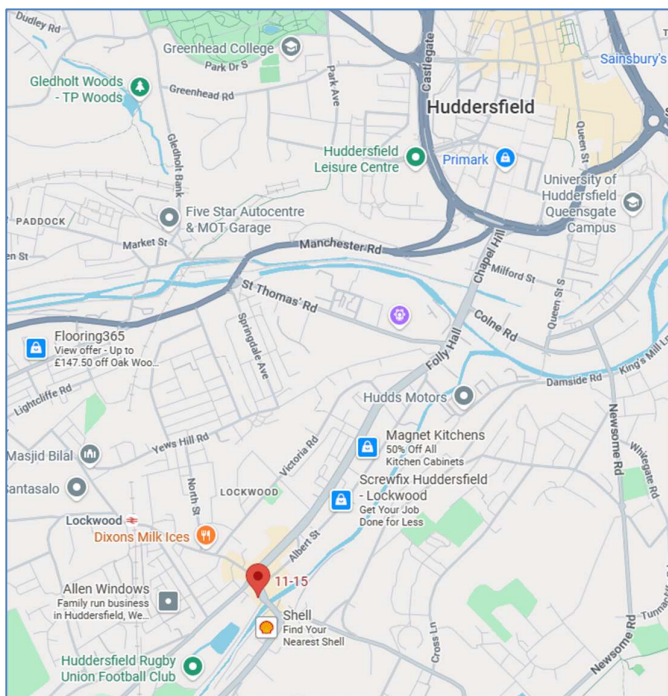 Dudley Rd
Greenhead College
Park Dr S
Castlegate
Sainsbury's
Gledholt Woods
- TP Woods
Greenhead Rd
Park Ave
Huddersfield
Gledholt Bank
Huddersfield
Leisure Centre
Primark
Queen St
University of
Huddersfield
Queensgate
Campus
PADDOCK
Five Star Autocentre
& MOT Garage
Market St
en St
Manchester Rd
Chapel Hill
Milford St
St Thomas' Rd
Queen St S
Colne Rd
Flooring365
View offer - Up to
£147.50 off Oak Woo...
Springdale Ave
Folly Hall
King's Mill Ln
Damside Rd
Lightcliffe Rd
Hudds Motors
Newsome Rd
Magnet Kitchens
50% Off All
Kitchen Cabinets
Yews Hill Rd
Victoria Rd
Whitegate Rd
Masjid Bilal
Santasalo
North St
LOCKWOOD
Screwfix Huddersfield
- Lockwood
Get Your Job
Done for Less
Lockwood
Dixons Milk Ices
Albert St
11-15
Allen Windows
Family run business
in Huddersfield, We...
Shell
Find Your
Nearest Shell
Cross Ln
Newsome Rd
Huddersfield Rugby
Union Football Club